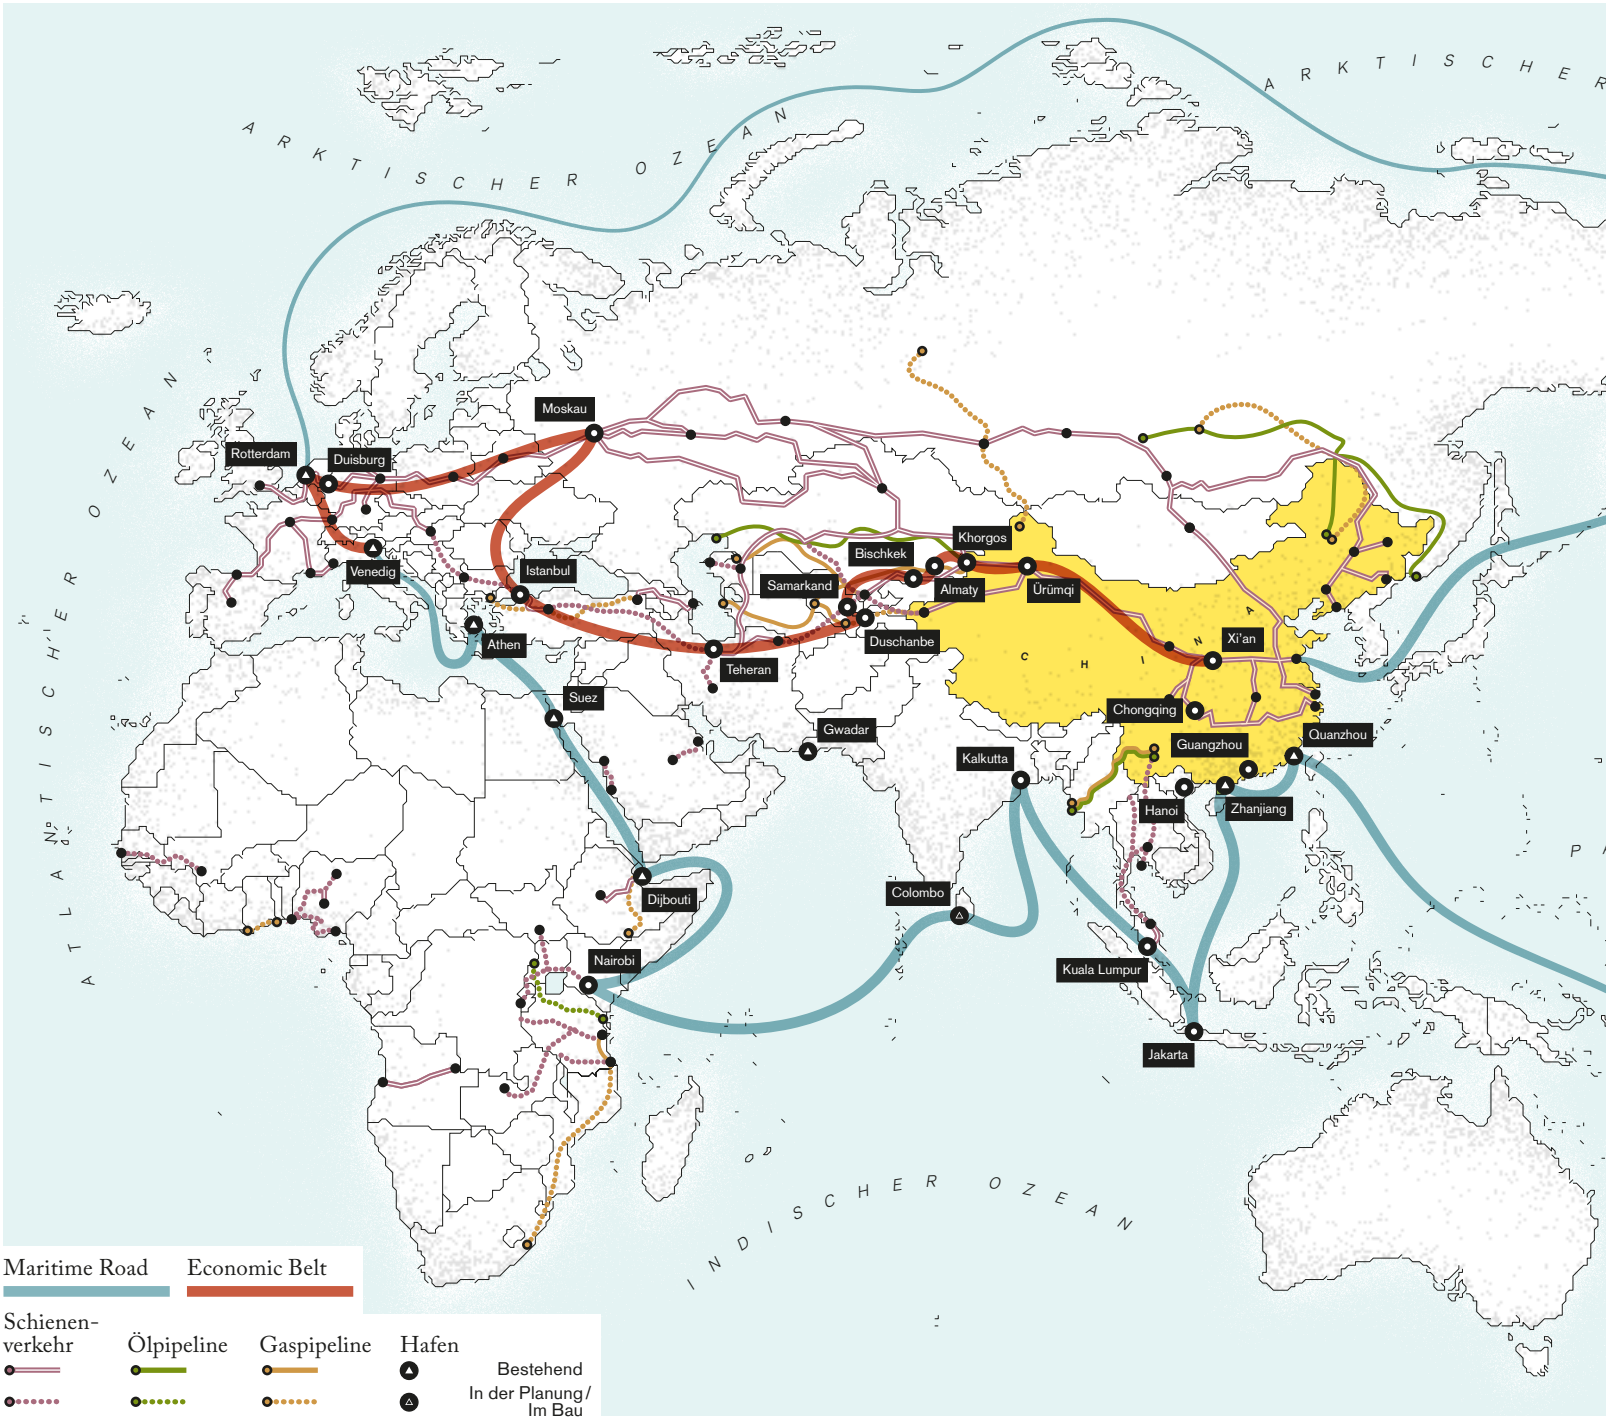 ARKTISCHER OZEAN
ARKTISCHER
ATLANTISCHER OZEAN
Moskau
Rotterdam
Duisburg
Venedig
Istanbul
Athen
Suez
Teheran
Samarkand
Bischkek
Khorgos
Almaty
Ürümqi
Duschanbe
CHINA
Xi'an
Chongqing
Guangzhou
Quanzhou
Hanoi
Zhanjiang
Gwadar
Kalkutta
Colombo
Dijbouti
Nairobi
Kuala Lumpur
Jakarta
PA
INDISCHER OZEAN
Maritime Road
Economic Belt
Schienen-
verkehr
Ölpipeline
Gaspipeline
Hafen
Bestehend
In der Planung/
Im Bau